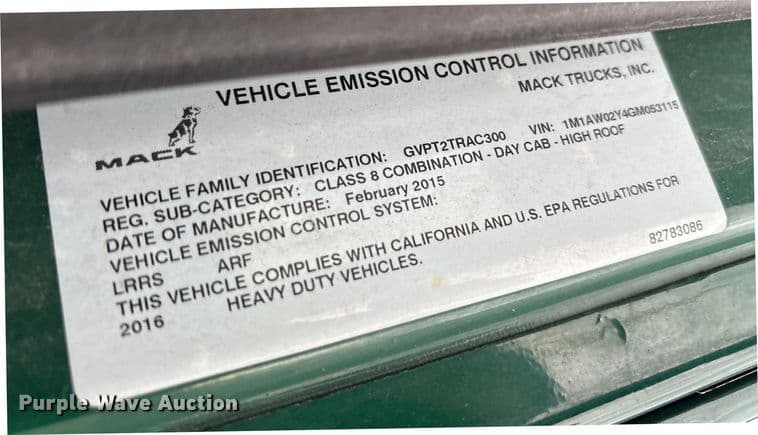 VEHICLE EMISSION CONTROL INFORMATION
MACK TRUCKS, INC.
MACK
VEHICLE FAMILY IDENTIFICATION: GVPT2TRAC300 VIN: 1M1AW02Y4GM053115
REG. SUB-CATEGORY: CLASS 8 COMBINATION - DAY CAB - HIGH ROOF
DATE OF MANUFACTURE: February 2015
VEHICLE EMISSION CONTROL SYSTEM:
LRRS ARF
THIS VEHICLE COMPLIES WITH CALIFORNIA AND U.S. EPA REGULATIONS FOR
2016 HEAVY DUTY VEHICLES.
82783086
Purple Wave Auction